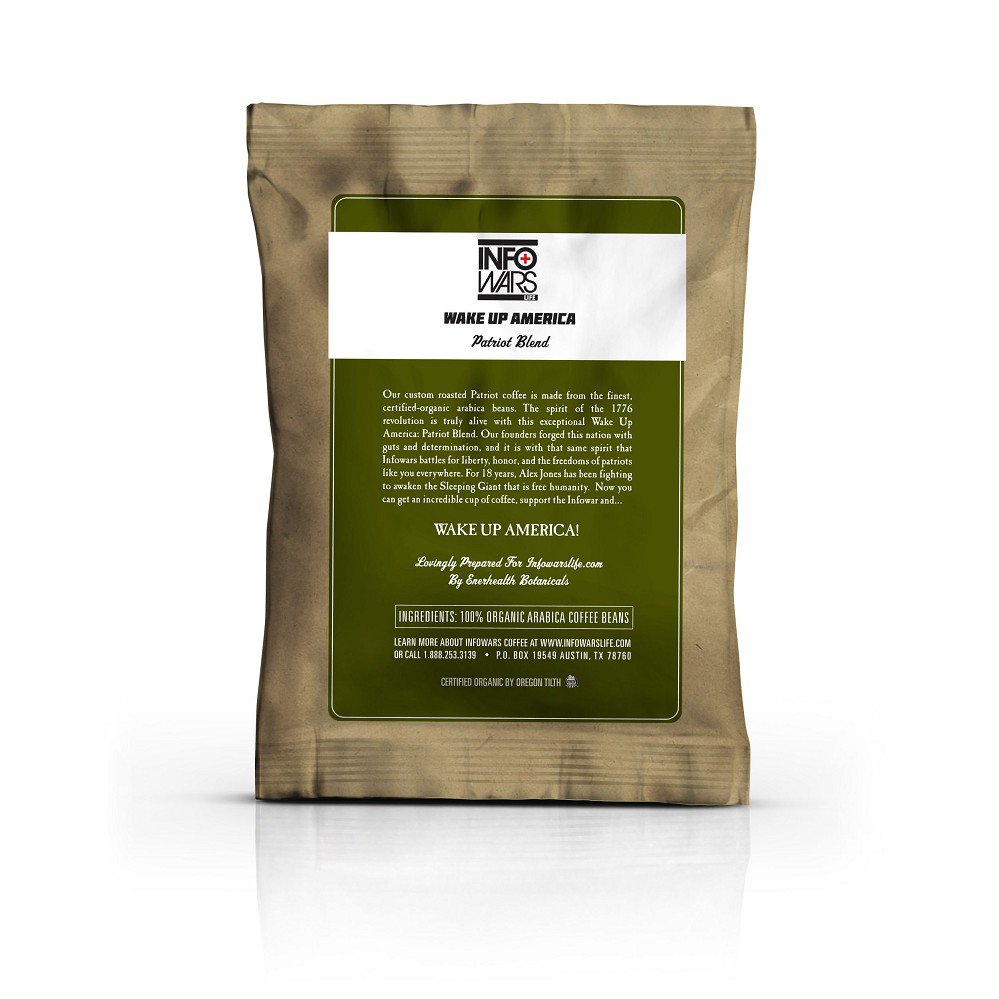 INFO
WARS
LIFE
WAKE UP AMERICA
Patriot Blend
Our custom roasted Patriot coffee is made from the finest,
certified-organic arabica beans. The spirit of the 1776
revolution is truly alive with this exceptional Wake Up
America: Patriot Blend. Our founders forged this nation with
guts and determination, and it is with that same spirit that
Infowars battles for liberty, honor, and the freedoms of patriots
like you everywhere. For 18 years, Alex Jones has been fighting
to awaken the Sleeping Giant that is free humanity. Now you
can get an incredible cup of coffee, support the Infowar and...
WAKE UP AMERICA!
Lovingly Prepared For Infowarslife.com
By Enerhealth Botanicals
INGREDIENTS: 100% ORGANIC ARABICA COFFEE BEANS
LEARN MORE ABOUT INFOWARS COFFEE AT WWW.INFOWARSLIFE.COM
OR CALL 1.888.253.3139 • P.O. BOX 19549 AUSTIN, TX 78760
CERTIFIED ORGANIC BY OREGON TILTH